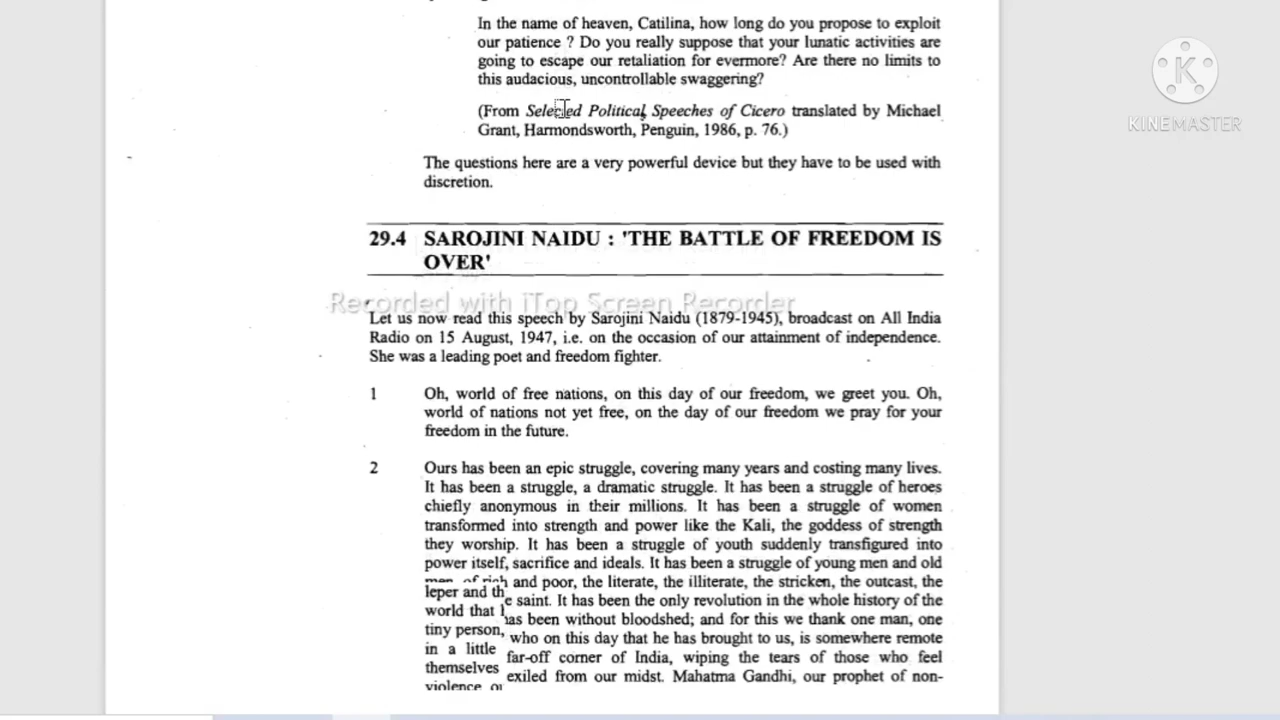 In the name of heaven, Catilina, how long do you propose to exploit
our patience ? Do you really suppose that your lunatic activities are
going to escape our retaliation for evermore? Are there no limits to
this audacious, uncontrollable swaggering?
(From Selected Political Speeches of Cicero translated by Michael
Grant, Harmondsworth, Penguin, 1986, p. 76.)
The questions here are a very powerful device but they have to be used with
discretion.
29.4 SAROJINI NAIDU : 'THE BATTLE OF FREEDOM IS
OVER'
Recorded with iTop Screen Recorder
Let us now read this speech by Sarojini Naidu (1879-1945), broadcast on All India
Radio on 15 August, 1947, i.e. on the occasion of our attainment of independence.
She was a leading poet and freedom fighter.
1 Oh, world of free nations, on this day of our freedom, we greet you. Oh,
world of nations not yet free, on the day of our freedom we pray for your
freedom in the future.
2 Ours has been an epic struggle, covering many years and costing many lives.
It has been a struggle, a dramatic struggle. It has been a struggle of heroes
chiefly anonymous in their millions. It has been a struggle of women
transformed into strength and power like the Kali, the goddess of strength
they worship. It has been a struggle of youth suddenly transfigured into
power itself, sacrifice and ideals. It has been a struggle of young men and old
men, of rich and poor, the literate, the illiterate, the stricken, the outcast, the
leper and the saint. It has been the only revolution in the whole history of the
world that has been without bloodshed; and for this we thank one man, one
tiny person, who on this day that he has brought to us, is somewhere remote
in a little far-off corner of India, wiping the tears of those who feel
themselves exiled from our midst. Mahatma Gandhi, our prophet of non-
violence
K
KINEMASTER